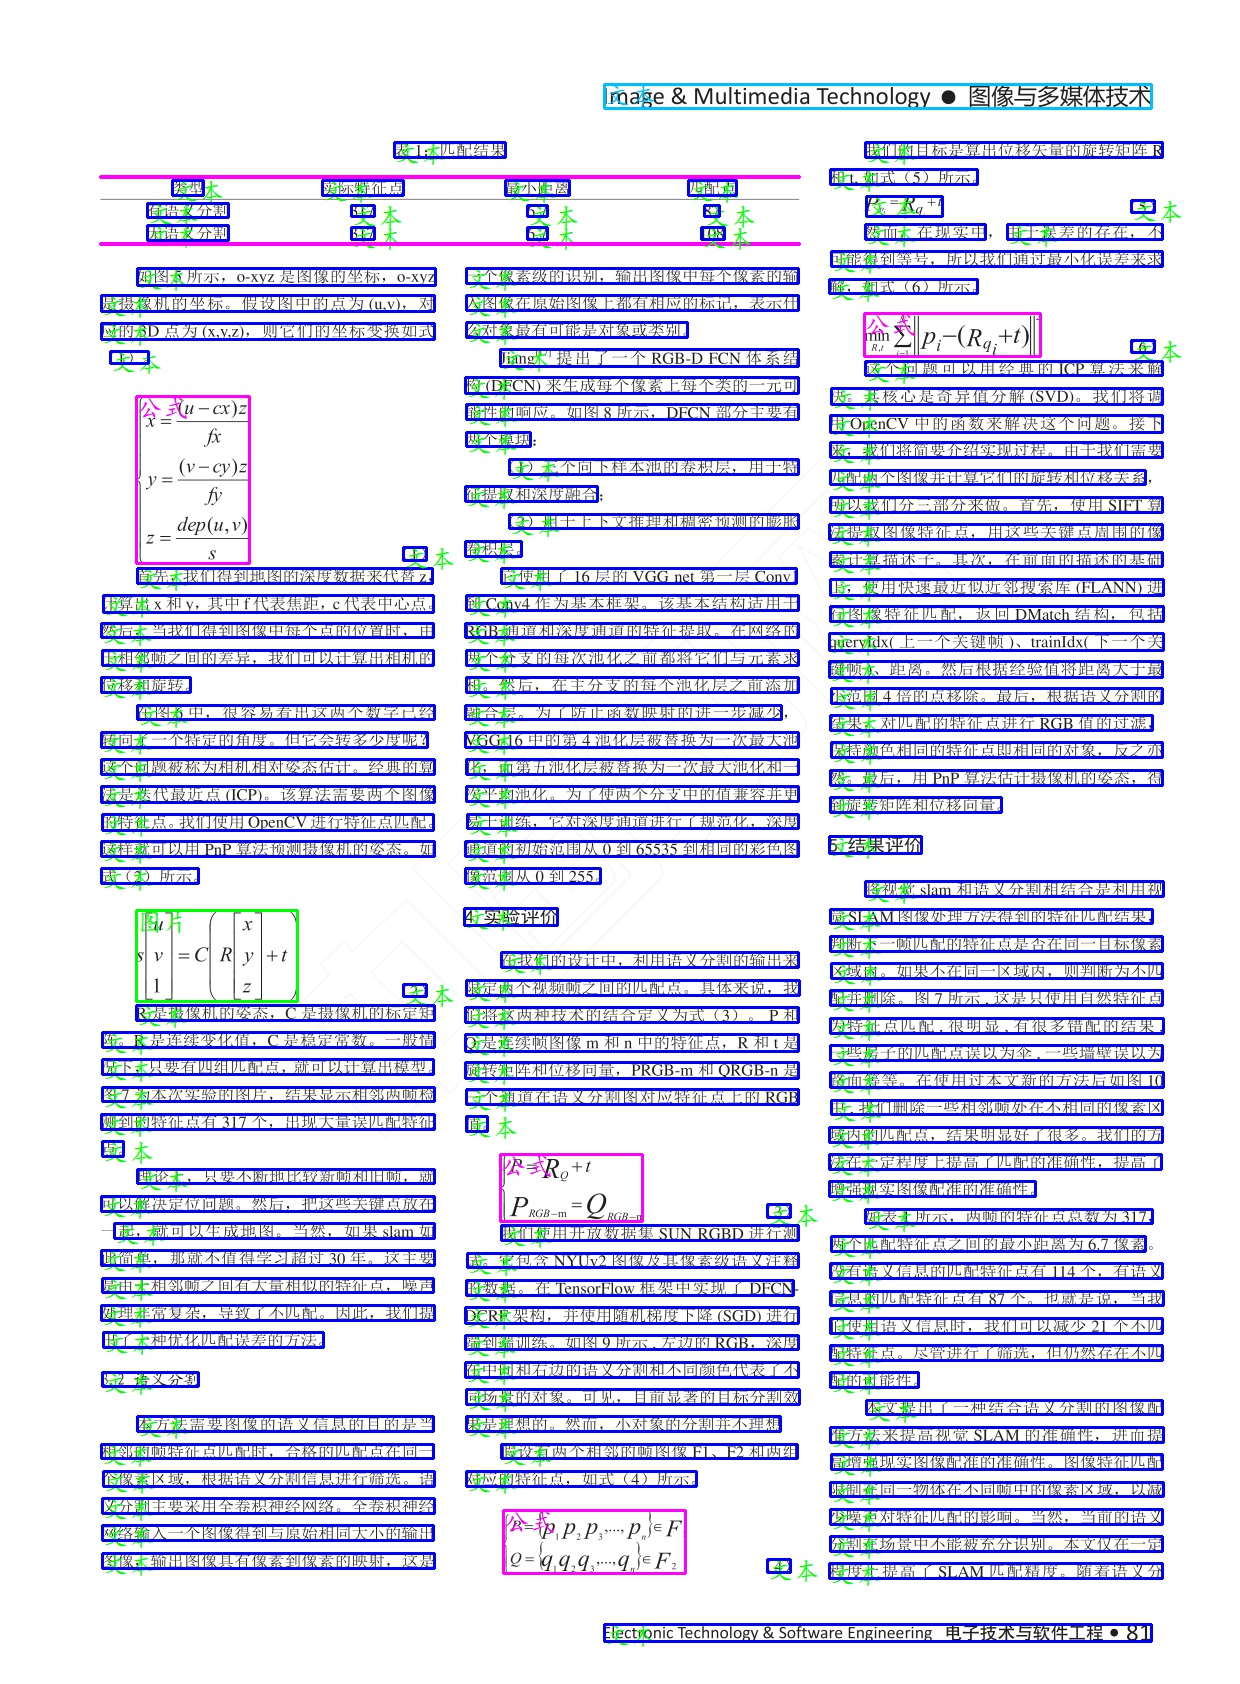 Image & Multimedia Technology ● 图像与多媒体技术
匹配结果
类型 实际特征点 最小距离 匹配点
有语义分割 317 6.7 87
无语义分割 317 6.7 108
如图 5 所示，o-xyz 是图像的坐标，o-xyz
是摄像机的坐标。假设图中的点为 (u,v)，对
应的 3D 点为 (x,y,z)，则它们的坐标变换如式
x = (u − cx)z / fx
y = (v − cy)z / fy
z = dep(u,v) / s
首先，我们得到地图的深度数据来代替 z，
计算出 x 和 y，其中 f 代表焦距，c 代表中心点。
然后，当我们得到图像中每个点的位置时，由
于相邻帧之间的差异，我们可以计算出相机的
位移和旋转。
在图 6 中，很容易看出这两个数字已经
转向了一个特定的角度。但它会转多少度呢？
这个问题被称为相机相对姿态估计。经典的算
法是迭代最近点 (ICP)。该算法需要两个图像
的特征点。我们使用 OpenCV 进行特征点匹配。
这样就可以用 PnP 算法预测摄像机的姿态。如
式（2）所示。
s[u v 1] = C(R[x y z] + t)
R 是摄像机的姿态，C 是摄像机的标定矩
阵。R 是连续变化值，C 是稳定常数。一般情
况下，只要有四组匹配点，就可以计算出模型。
图 7 为本次实验的图片，结果显示相邻两帧检
测到的特征点有 317 个，出现大量误匹配特征
点。
理论上，只要不断地比较新帧和旧帧，就
可以解决定位问题。然后，把这些关键点放在
一起，就可以生成地图。当然，如果 slam 如
此简单，那就不值得学习超过 30 年。这主要
是由于相邻帧之间有大量相似的特征点，噪声
处理非常复杂，导致了不匹配。因此，我们提
出了一种优化匹配误差的方法。
3.2 语义分割
本方法需要图像的语义信息的目的是当
相邻的帧特征点匹配时，合格的匹配点在同一
个像素区域，根据语义分割信息进行筛选。语
义分割主要采用全卷积神经网络。全卷积神经
网络输入一个图像得到与原始相同大小的输出
图像，输出图像具有像素到像素的映射，这是
一个像素级的识别，输出图像中每个像素的输
入图像在原始图像上都有相应的标记，表示什
么对象最有可能是对象或类别。
Jiang 提出了一个 RGB-D FCN 体系结
构 (DFCN) 来生成每个像素上每个类的一元可
能性的响应。如图 8 所示，DFCN 部分主要有
两个模块：
（1）一个向下样本池的卷积层，用于特
征提取和深度融合；
（2）用于上下文推理和稠密预测的膨胀
卷积层。
它使用了 16 层的 VGG net 第一层 Conv1
到 Conv4 作为基本框架。该基本结构适用于
RGB 通道和深度通道的特征提取。在网络的
两个分支的每次池化之前都将它们与元素求
和。然后，在主分支的每个池化层之前添加
融合层。为了防止函数映射的进一步减少，
VGG-16 中的第 4 池化层被替换为一次最大池
化，而第五池化层被替换为一次最大池化和一
次平均池化。为了使两个分支中的值兼容并更
易于训练，它对深度通道进行了规范化，深度
通道的初始范围从 0 到 65535 到相同的彩色图
像范围从 0 到 255。
4 实验评价
在我们的设计中，利用语义分割的输出来
限定两个视频帧之间的匹配点。具体来说，我
们将这两种技术的结合定义为式（3）。P 和
Q 是连续帧图像 m 和 n 中的特征点，R 和 t 是
旋转矩阵和位移向量，PRGB-m 和 QRGB-n 是
三个通道在语义分割图对应特征点上的 RGB
值。
P = R_Q + t
P_RGB−m = Q_RGB−n
我们使用开放数据集 SUN RGBD 进行测
试。它包含 NYUv2 图像及其像素级语义注释
的数据。在 TensorFlow 框架中实现了 DFCN-
DCRF 架构，并使用随机梯度下降 (SGD) 进行
端到端训练。如图 9 所示 , 左边的 RGB，深度
在中间和右边的语义分割和不同颜色代表了不
同场景的对象。可见，目前显著的目标分割效
果是理想的。然而，小对象的分割并不理想
假设有两个相邻的帧图像 F1、F2 和两组
对应的特征点，如式（4）所示
P = {p₁p₂p₃,...,pₙ}∈F
Q = {q₁q₂q₃,...,qₙ}∈F₂
我们的目标是算出位移矢量的旋转矩阵 R
和 t. 如式（5）所示。
P = R_q + t
然而，在现实中，由于误差的存在，不
可能得到等号，所以我们通过最小化误差来求
解，如式（6）所示。
min R,t Σ i=1 ‖p_i−(R_{q_i}+t)‖
这个问题可以用经典的 ICP 算法来解
决。其核心是奇异值分解 (SVD)。我们将调
用 OpenCV 中的函数来解决这个问题。接下
来，我们将简要介绍实现过程。由于我们需要
匹配两个图像并计算它们的旋转和位移关系，
所以我们分三部分来做。首先，使用 SIFT 算
法提取图像特征点，用这些关键点周围的像
素计算描述子。其次，在前面的描述的基础
上，使用快速最近似近邻搜索库 (FLANN) 进
行图像特征匹配，返回 DMatch 结构，包括
queryIdx( 上一个关键帧 )、trainIdx( 下一个关
键帧 )、距离。然后根据经验值将距离大于最
小范围 4 倍的点移除。最后，根据语义分割的
结果，对匹配的特征点进行 RGB 值的过滤，
保持颜色相同的特征点即相同的对象，反之亦
然。最后，用 PnP 算法估计摄像机的姿态，得
到旋转矩阵和位移向量。
5 结果评价
将视觉 slam 和语义分割相结合是利用视
觉 SLAM 图像处理方法得到的特征匹配结果，
判断下一帧匹配的特征点是否在同一目标像素
区域内。如果不在同一区域内，则判断为不匹
配并删除。图 7 所示 , 这是只使用自然特征点
为特征点匹配 , 很明显 , 有很多错配的结果 ,
一些房子的匹配点误以为伞 , 一些墙壁误以为
路面 等等。在使用过本文新的方法后如图 10
中，我们删除一些相邻帧处在不相同的像素区
域内的匹配点，结果明显好了很多。我们的方
法在一定程度上提高了匹配的准确性，提高了
增强现实图像配准的准确性。
如表 1 所示，两帧的特征点总数为 317，
两个匹配特征点之间的最小距离为 6.7 像素。
没有语义信息的匹配特征点有 114 个，有语义
信息的匹配特征点有 87 个。也就是说，当我
们使用语义信息时，我们可以减少 21 个不匹
配特征点。尽管进行了筛选，但仍然存在不匹
配的可能性。
本文提出了一种结合语义分割的图像配
准方法来提高视觉 SLAM 的准确性，进而提
高增强现实图像配准的准确性。图像特征匹配
限制在同一物体在不同帧中的像素区域，以减
少噪声对特征匹配的影响。当然，当前的语义
分割在场景中不能被充分识别。本文仅在一定
程度上提高了 SLAM 匹配精度。随着语义分
Electronic Technology & Software Engineering 电子技术与软件工程 ● 81